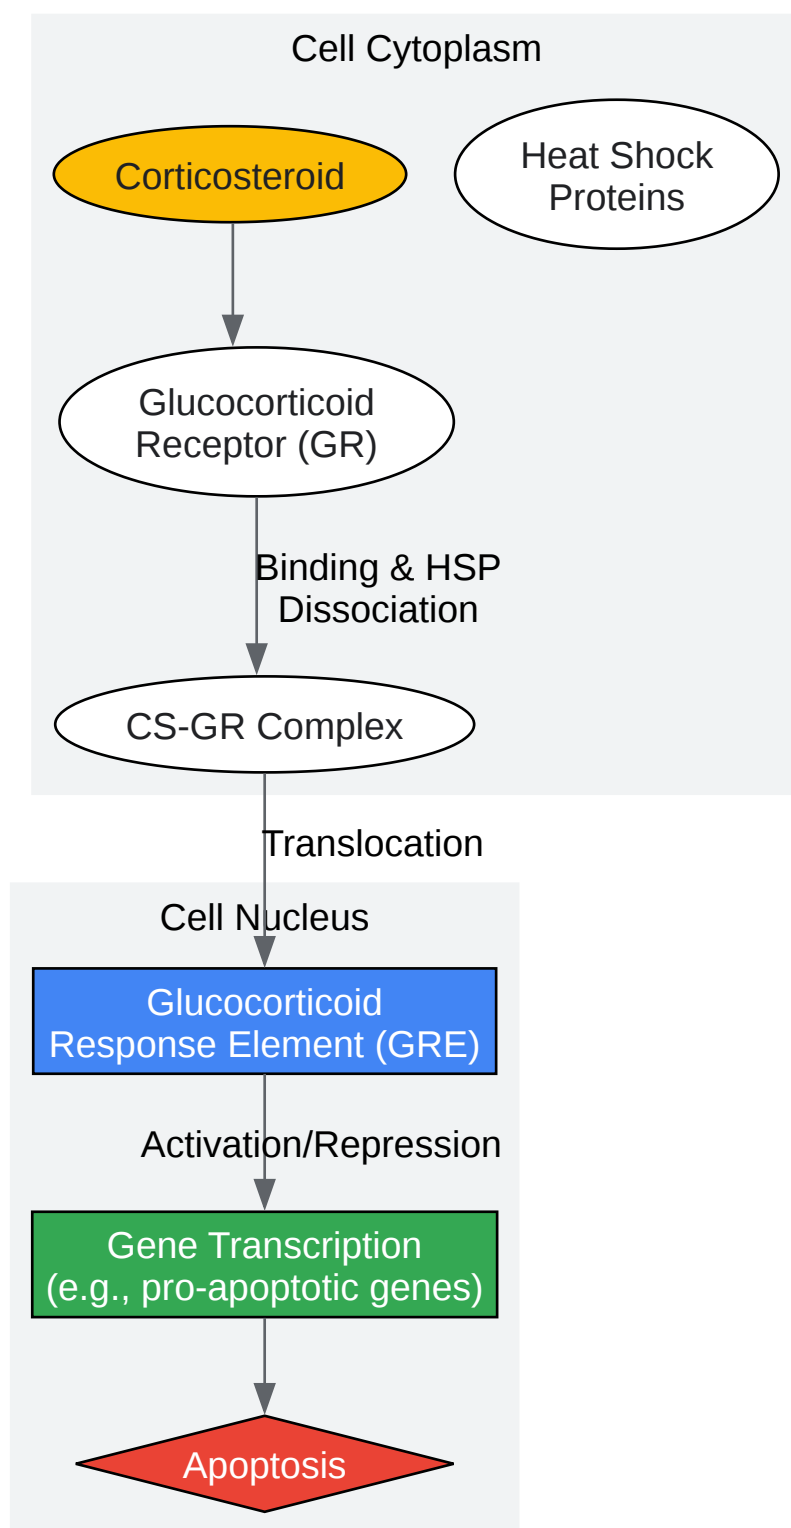 Cell Cytoplasm
Corticosteroid
Heat Shock
Proteins
Glucocorticoid
Receptor (GR)
Binding & HSP
Dissociation
CS-GR Complex
Translocation
Cell Nucleus
Glucocorticoid
Response Element (GRE)
Activation/Repression
Gene Transcription
(e.g., pro-apoptotic genes)
Apoptosis